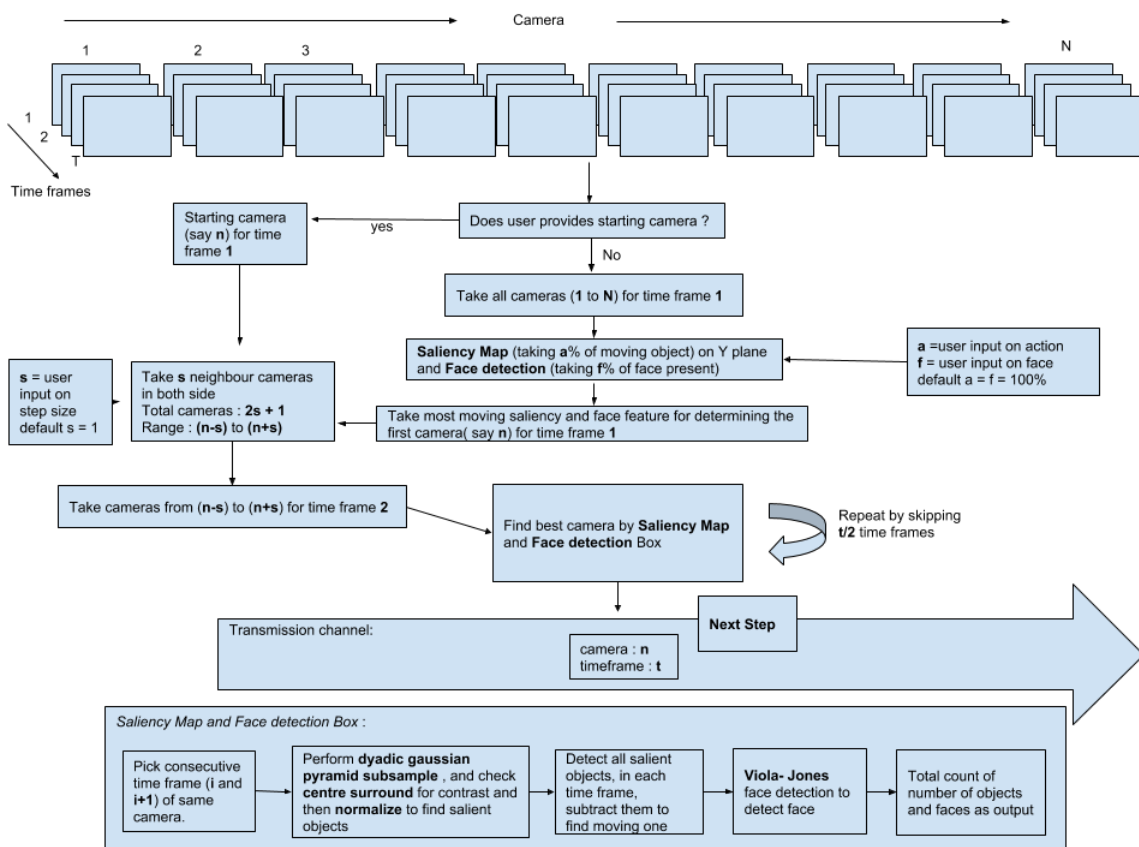 Camera
1
2
3
N
1
2
T
Time frames
Does user provides starting camera ?
yes
Starting camera
(say n) for time
frame 1
No
Take all cameras (1 to N) for time frame 1
Saliency Map (taking a% of moving object) on Y plane
and Face detection (taking f% of face present)
a =user input on action
f = user input on face
default a = f = 100%
s = user
input on
step size
default s = 1
Take s neighbour cameras
in both side
Total cameras : 2s + 1
Range : (n-s) to (n+s)
Take most moving saliency and face feature for determining the
first camera( say n) for time frame 1
Take cameras from (n-s) to (n+s) for time frame 2
Find best camera by Saliency Map
and Face detection Box
Repeat by skipping
t/2 time frames
Transmission channel:
Next Step
camera : n
timeframe : t
Saliency Map and Face detection Box :
Pick consecutive
time frame (i and
i+1) of same
camera.
Perform dyadic gaussian
pyramid subsample , and check
centre surround for contrast and
then normalize to find salient
objects
Detect all salient
objects, in each
time frame,
subtract them to
find moving one
Viola- Jones
face detection to
detect face
Total count of
number of objects
and faces as output